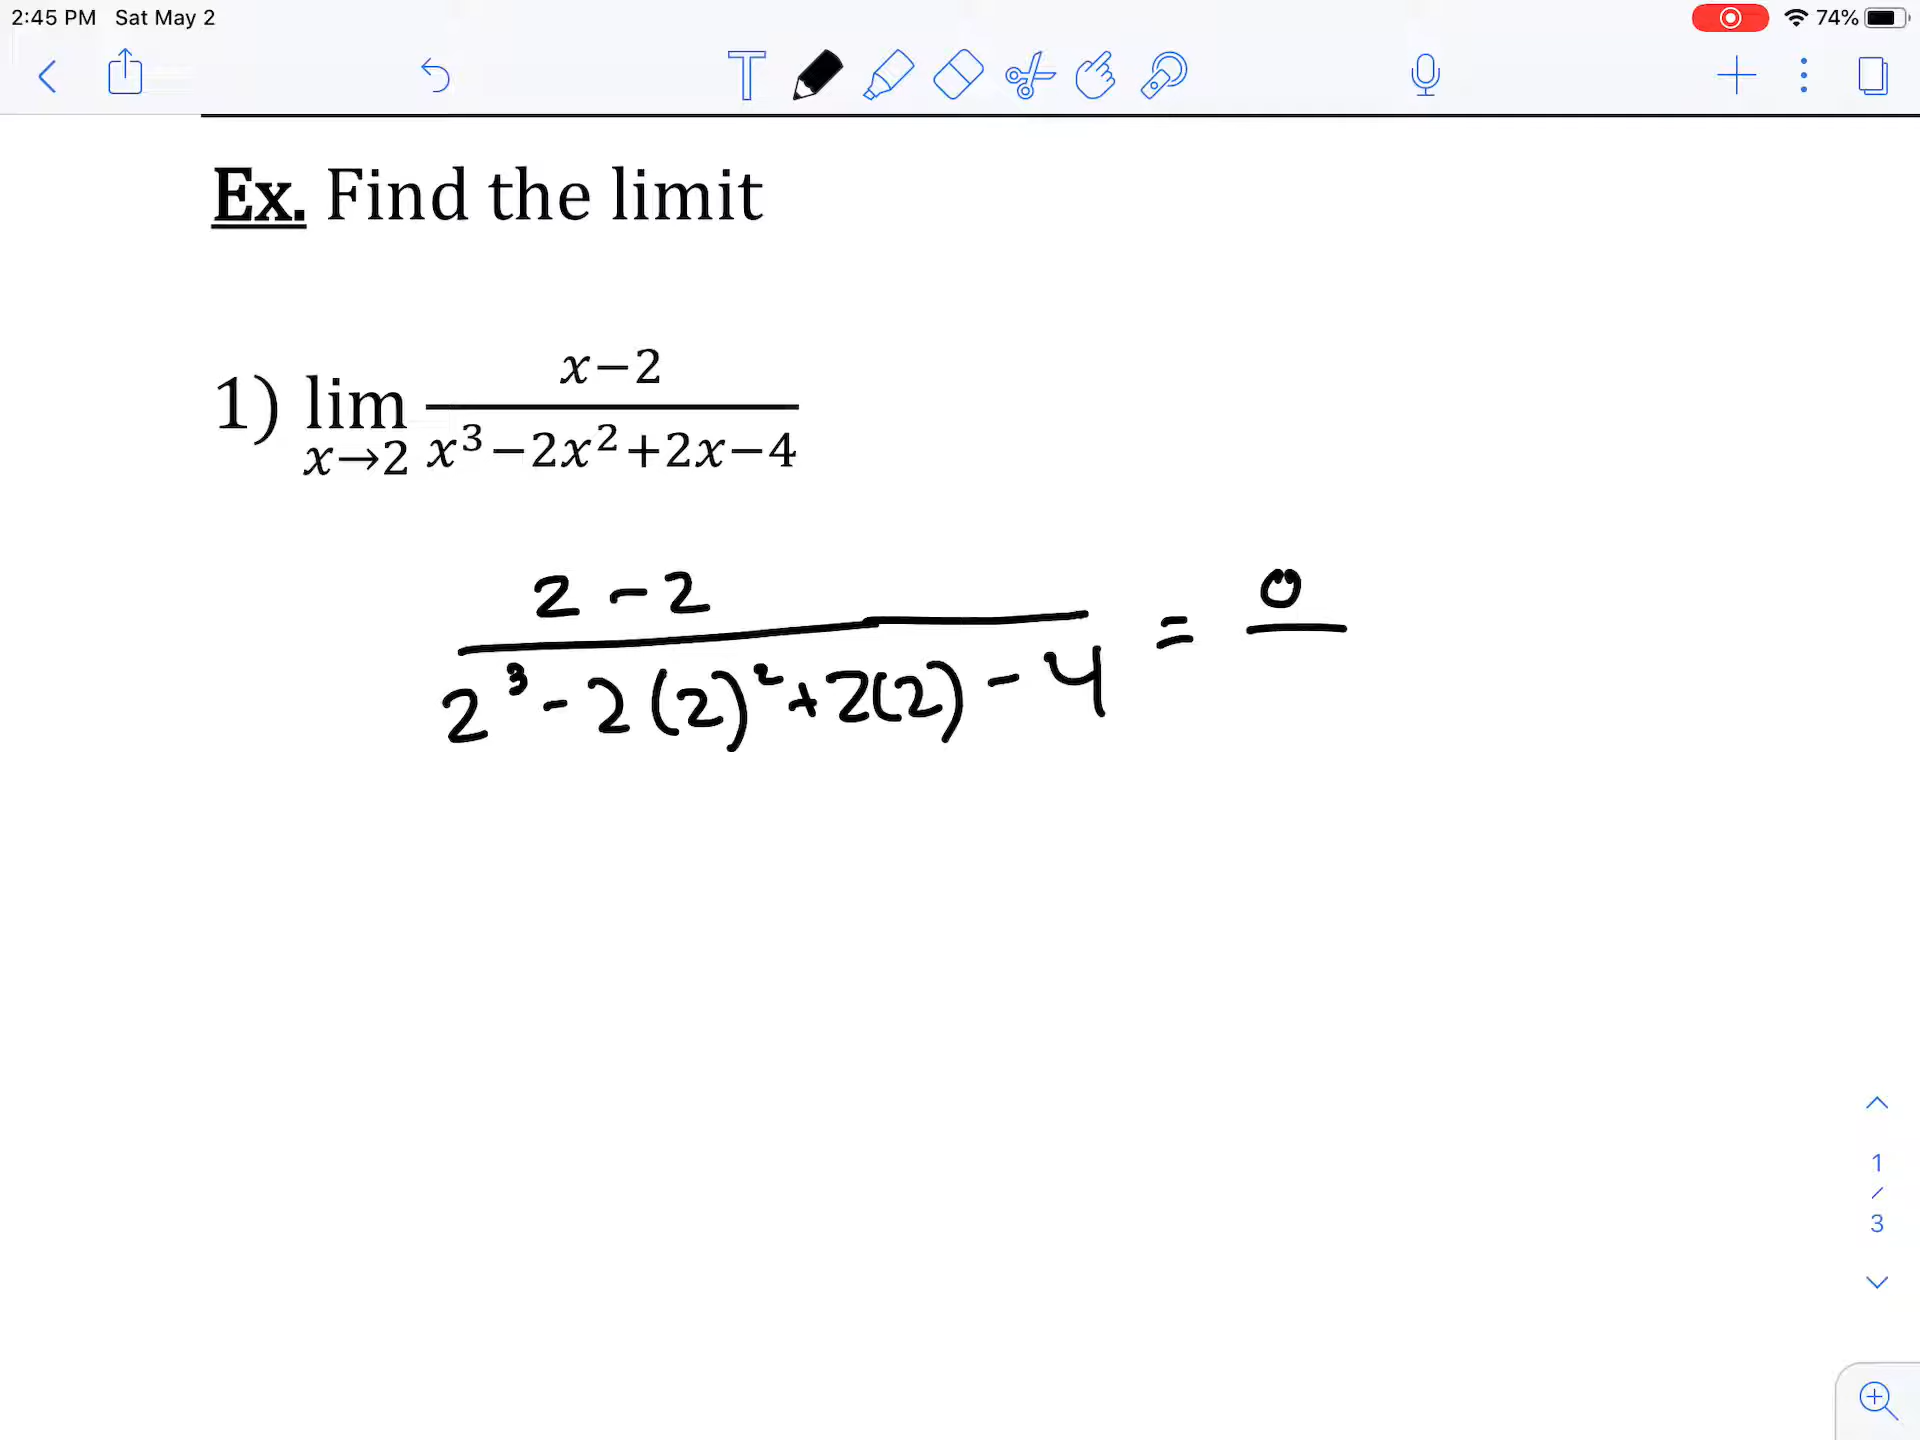 2:45 PM Sat May 2 74%
T
Ex. Find the limit
1) lim x→2 x−2 / x³−2x²+2x−4
2 - 2 / 2³ - 2(2)² + 2(2) - 4 = 0 /
1
/
3